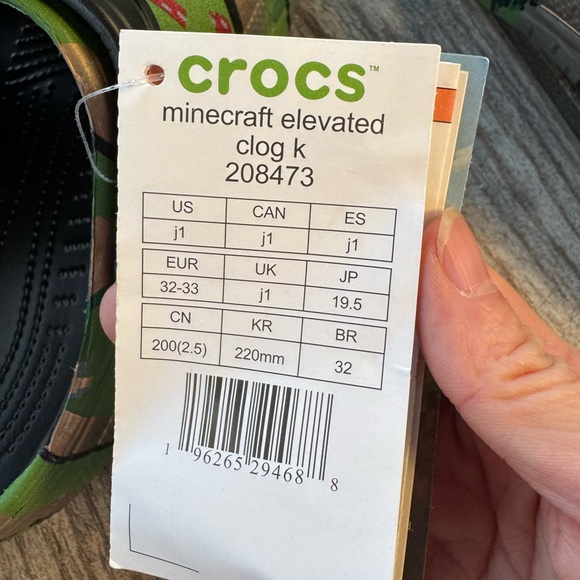 crocs™
minecraft elevated
clog k
208473
US CAN ES
j1 j1 j1
EUR UK JP
32-33 j1 19.5
CN KR BR
200(2.5) 220mm 32
1 96265 29468 8